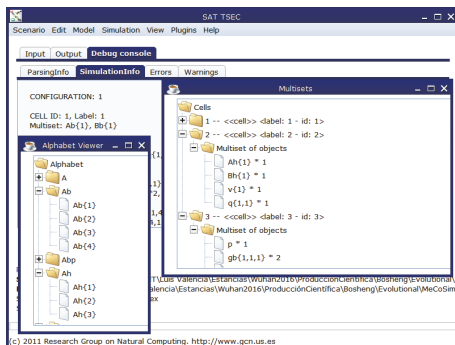 SAT TSEC
Scenario Edit Model Simulation View Plugins Help
Input Output Debug console
ParsingInfo SimulationInfo Errors Warnings
CONFIGURATION: 1
CELL ID: 1, Label: 1
Multiset: Ab{1}, Bb{1}
Multisets
Cells
1 -- <<cell>> <label: 1 - id: 1>
2 -- <<cell>> <label: 2 - id: 2>
Multiset of objects
Ah{1} * 1
Bh{1} * 1
v{1} * 1
q{1,1} * 1
3 -- <<cell>> <label: 3 - id: 3>
Multiset of objects
p * 1
gb{1,1,1} * 2
Alphabet Viewer
Alphabet
A
Ab
Ab{1}
Ab{2}
Ab{3}
Ab{4}
Abp
Ah
Ah{1}
Ah{2}
Ah{3}
Valencia\Estancias\Wuhan2016\ProducciónCientífica\Bosheng\Evolutional\
alencia\Estancias\Wuhan2016\ProducciónCientífica\Bosheng\Evolutional\MeCoSim
ex
(c) 2011 Research Group on Natural Computing. http://www.gcn.us.es